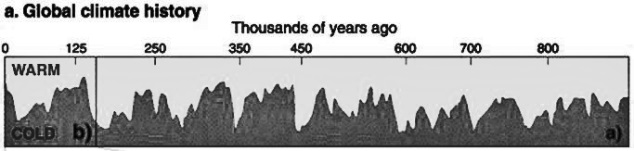 a. Global climate history
Thousands of years ago
0 125 250 350 450 600 700 800
WARM
COLD b) a)